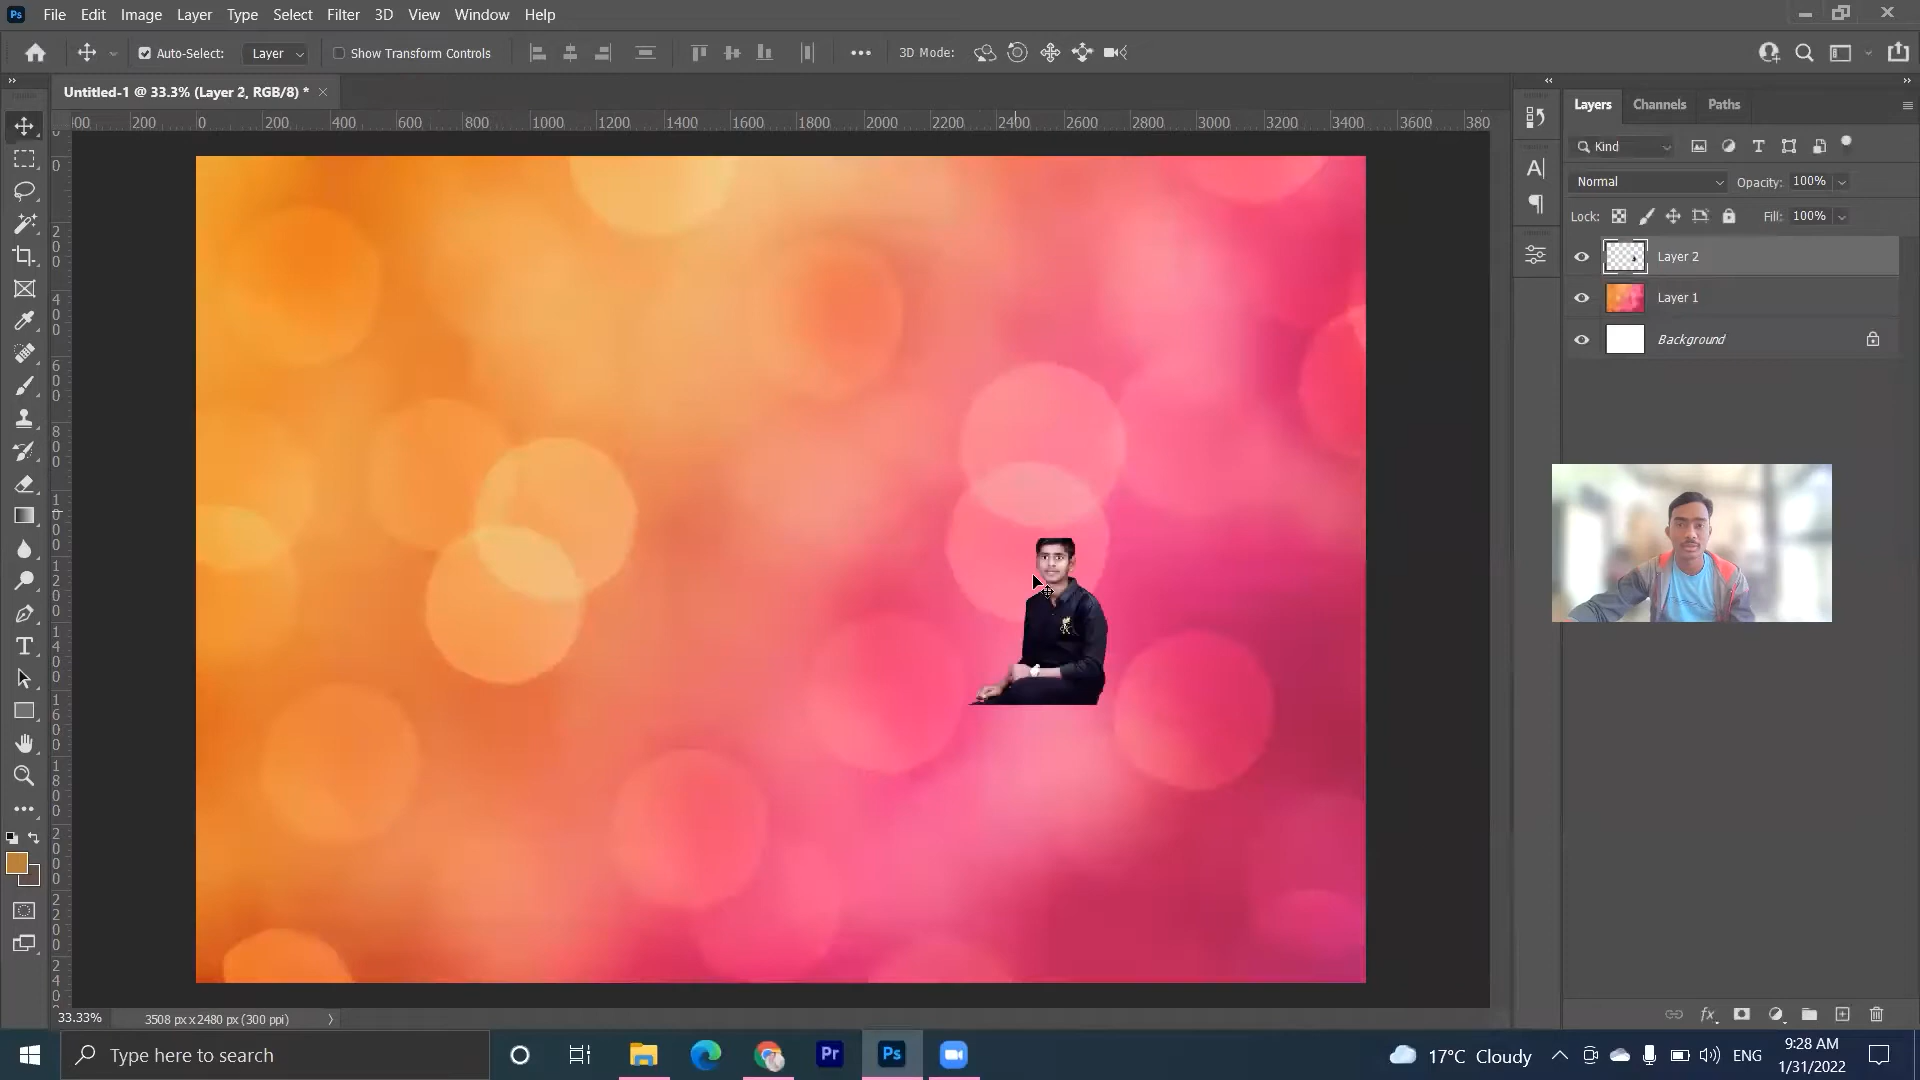 Ps File Edit Image Layer Type Select Filter 3D View Window Help
Auto-Select: Layer Show Transform Controls 3D Mode:
Untitled-1 @ 33.3% (Layer 2, RGB/8) *
200 0 200 400 600 800 1000 1200 1400 1600 1800 2000 2200 2400 2600 2800 3000 3200 3400 3600 380
Layers Channels Paths
Kind
Normal Opacity: 100%
Lock: Fill: 100%
Layer 2
Layer 1
Background
33.33% 3508 px x 2480 px (300 ppi)
Type here to search
Pr Ps
17°C Cloudy ENG
9:28 AM
1/31/2022